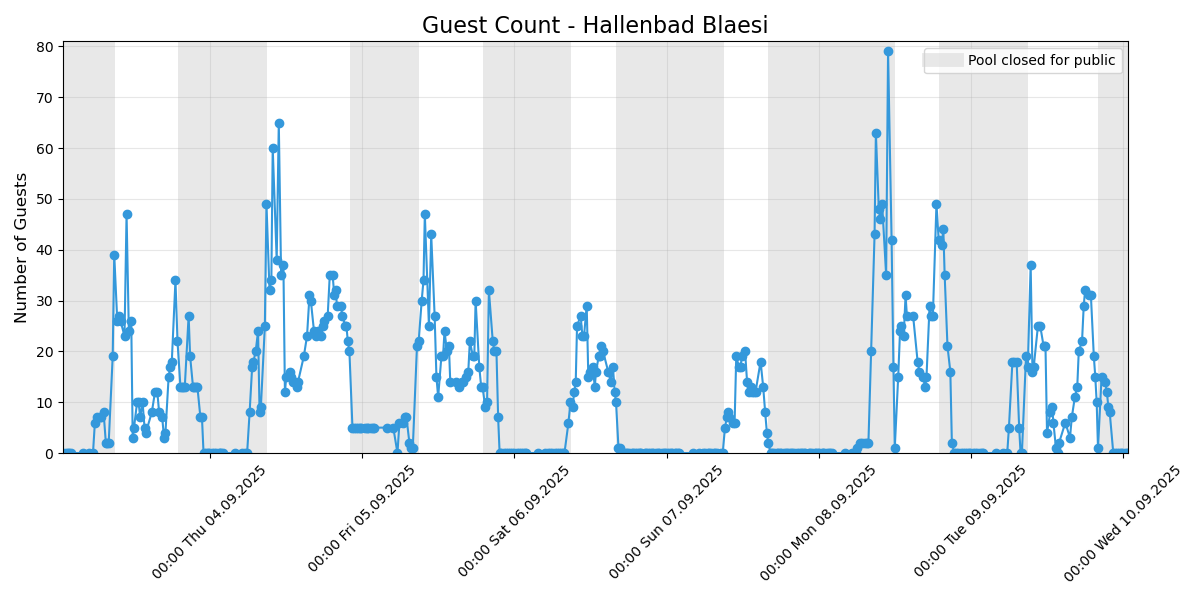 Guest Count - Hallenbad Blaesi
Pool closed for public
Number of Guests
80
70
60
50
40
30
20
10
0
00:00 Thu 04.09.2025
00:00 Fri 05.09.2025
00:00 Sat 06.09.2025
00:00 Sun 07.09.2025
00:00 Mon 08.09.2025
00:00 Tue 09.09.2025
00:00 Wed 10.09.2025